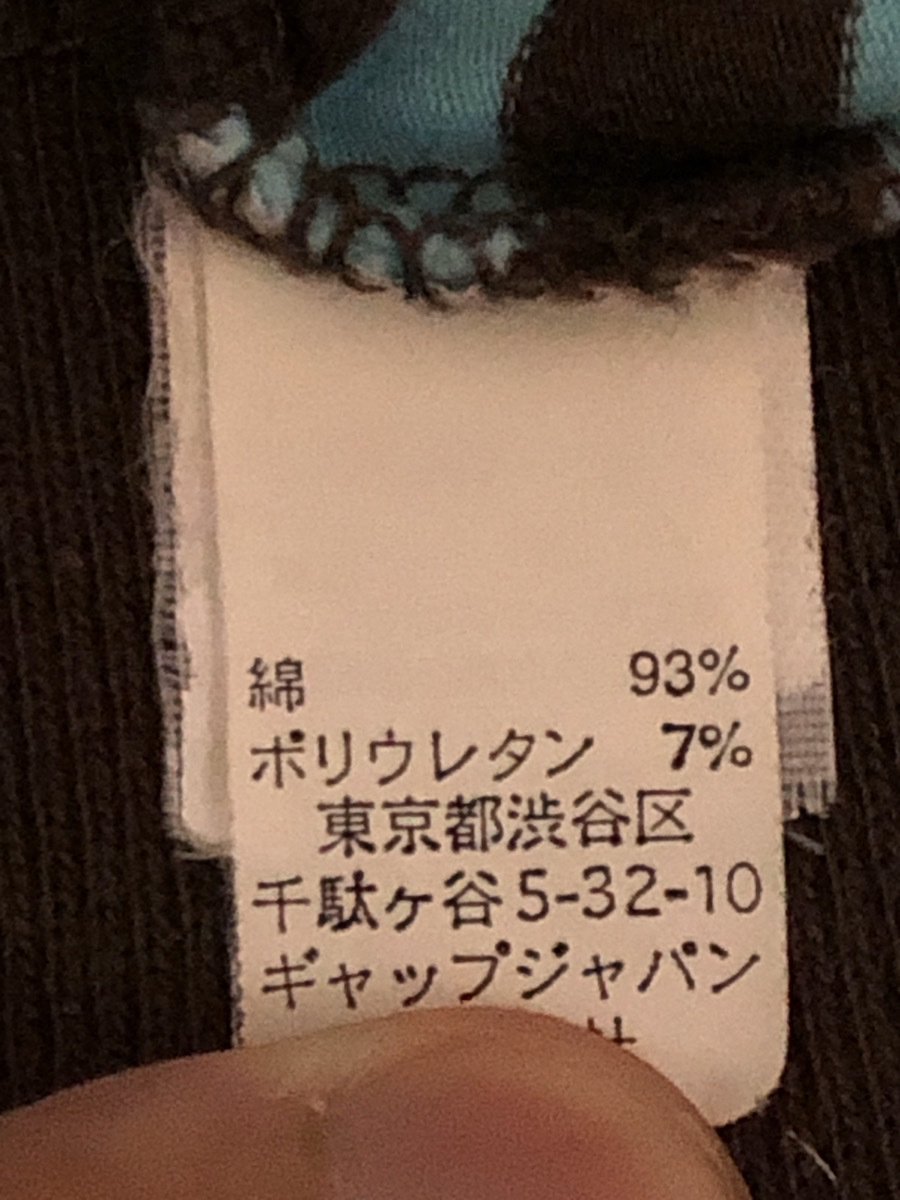 綿 93%
ポリウレタン 7%
東京都渋谷区
千駄ヶ谷5-32-10
ギャップジャパン